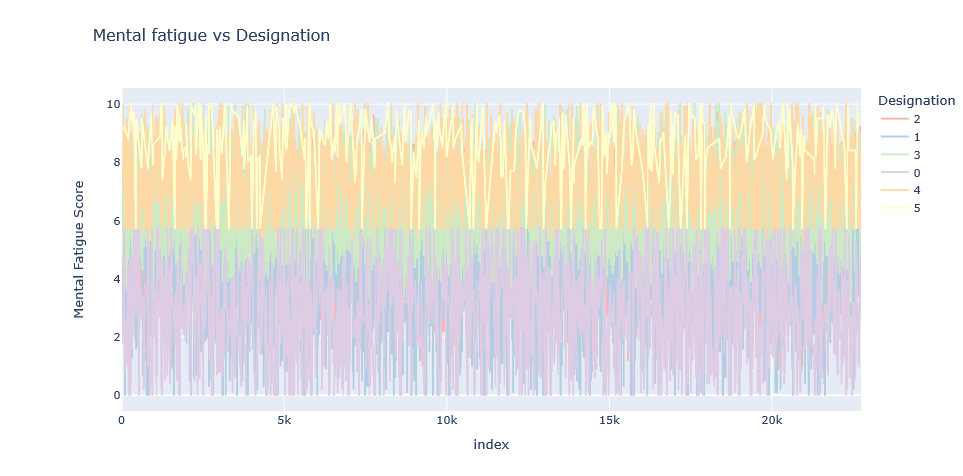 Mental fatigue vs Designation
Designation
2
1
3
0
4
5
Mental Fatigue Score
10
8
6
4
2
0
0
5k
10k
15k
20k
index